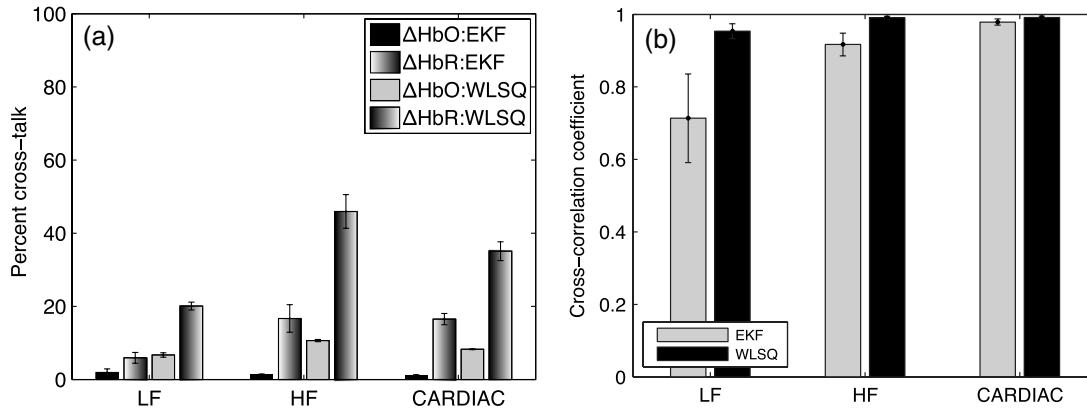 (a)
100
80
60
40
20
0
Percent cross−talk
ΔHbO:EKF
ΔHbR:EKF
ΔHbO:WLSQ
ΔHbR:WLSQ
LF HF CARDIAC
(b)
1
0.8
0.6
0.4
0.2
0
Cross−correlation coefficient
EKF
WLSQ
LF HF CARDIAC